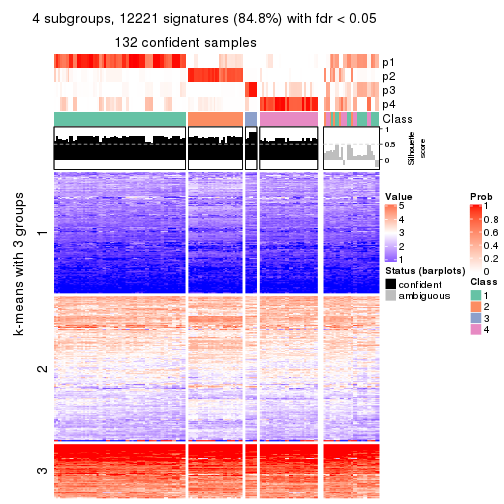 4 subgroups, 12221 signatures (84.8%) with fdr < 0.05
132 confident samples
p1
p2
p3
p4
Class
1
0.5
0
Silhouette
score
k-means with 3 groups
1
2
3
Value
5
4
3
2
1
Status (barplots)
confident
ambiguous
Prob
1
0.8
0.6
0.4
0.2
0
Class
1
2
3
4